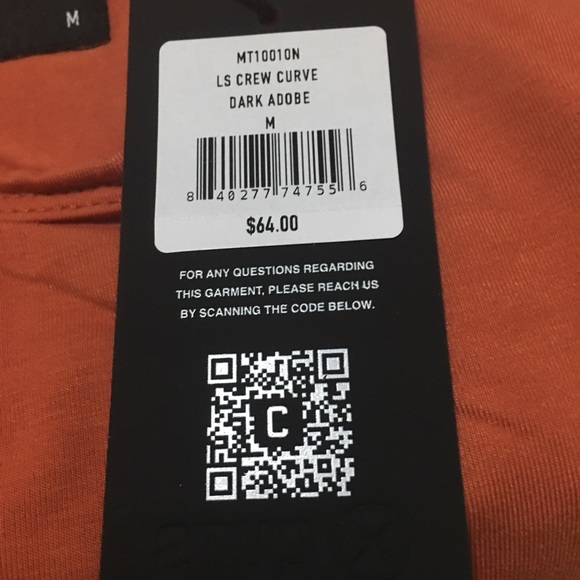 M
MT10010N
LS CREW CURVE
DARK ADOBE
M
8 40277 74755 6
$64.00
FOR ANY QUESTIONS REGARDING
THIS GARMENT, PLEASE REACH US
BY SCANNING THE CODE BELOW.
C